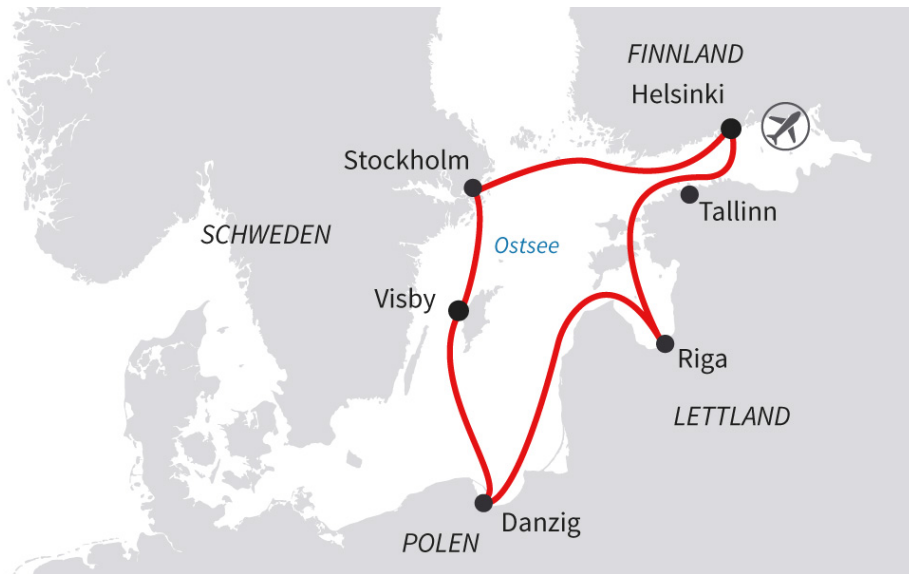 FINNLAND
Helsinki
Stockholm
Tallinn
SCHWEDEN
Ostsee
Visby
Riga
LETTLAND
Danzig
POLEN